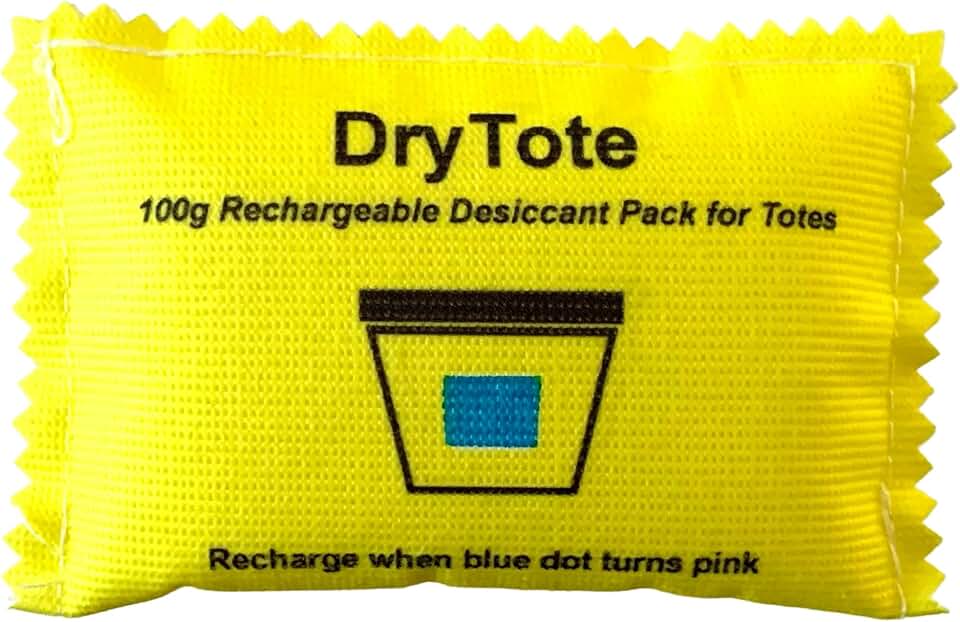 DryTote
100g Rechargeable Desiccant Pack for Totes
Recharge when blue dot turns pink